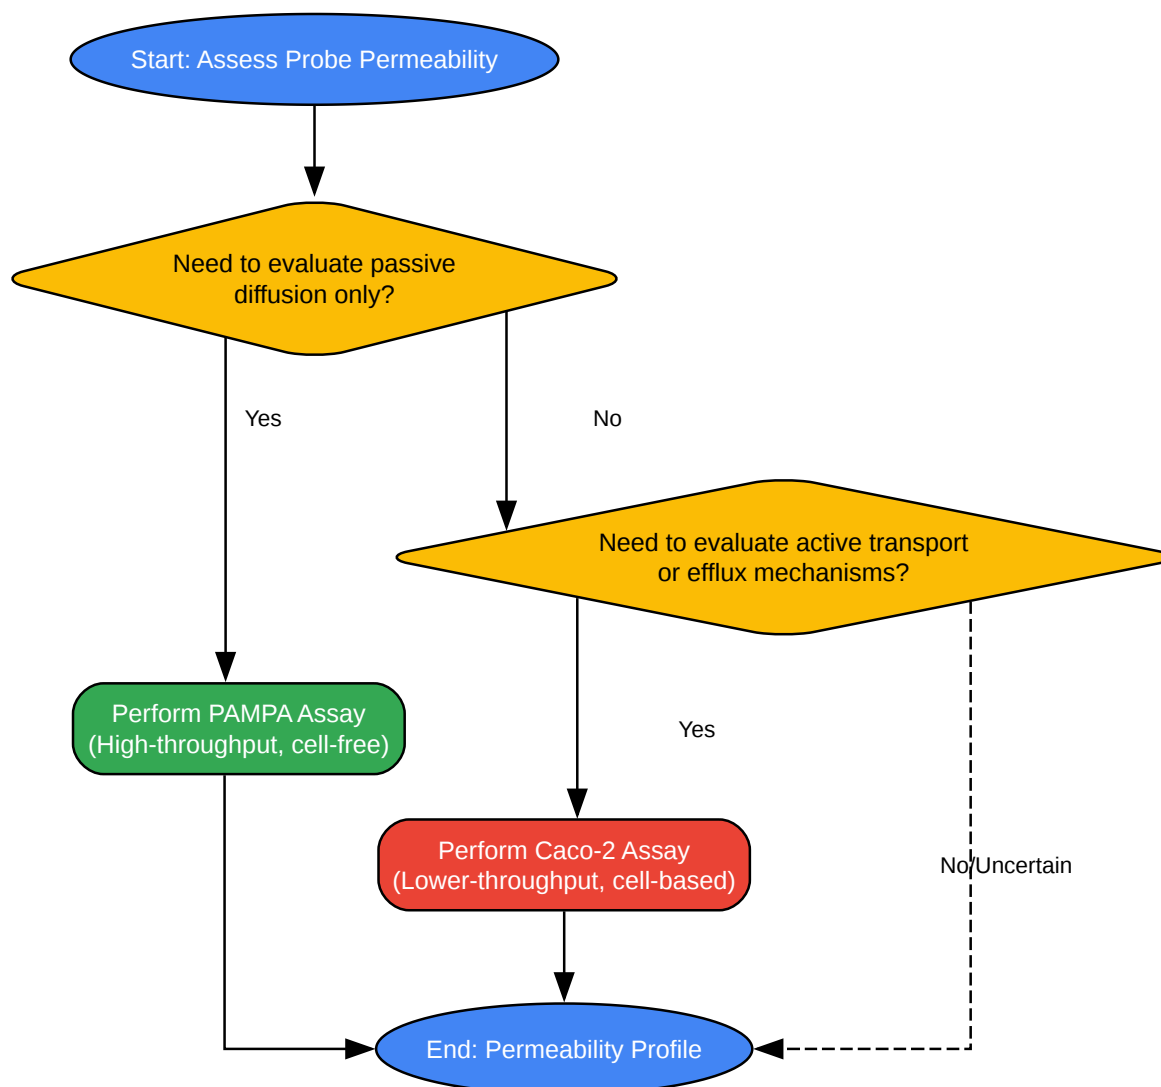 Start: Assess Probe Permeability
Need to evaluate passive
diffusion only?
Yes
No
Need to evaluate active transport
or efflux mechanisms?
Perform PAMPA Assay
(High-throughput, cell-free)
Yes
Perform Caco-2 Assay
(Lower-throughput, cell-based)
No/Uncertain
End: Permeability Profile